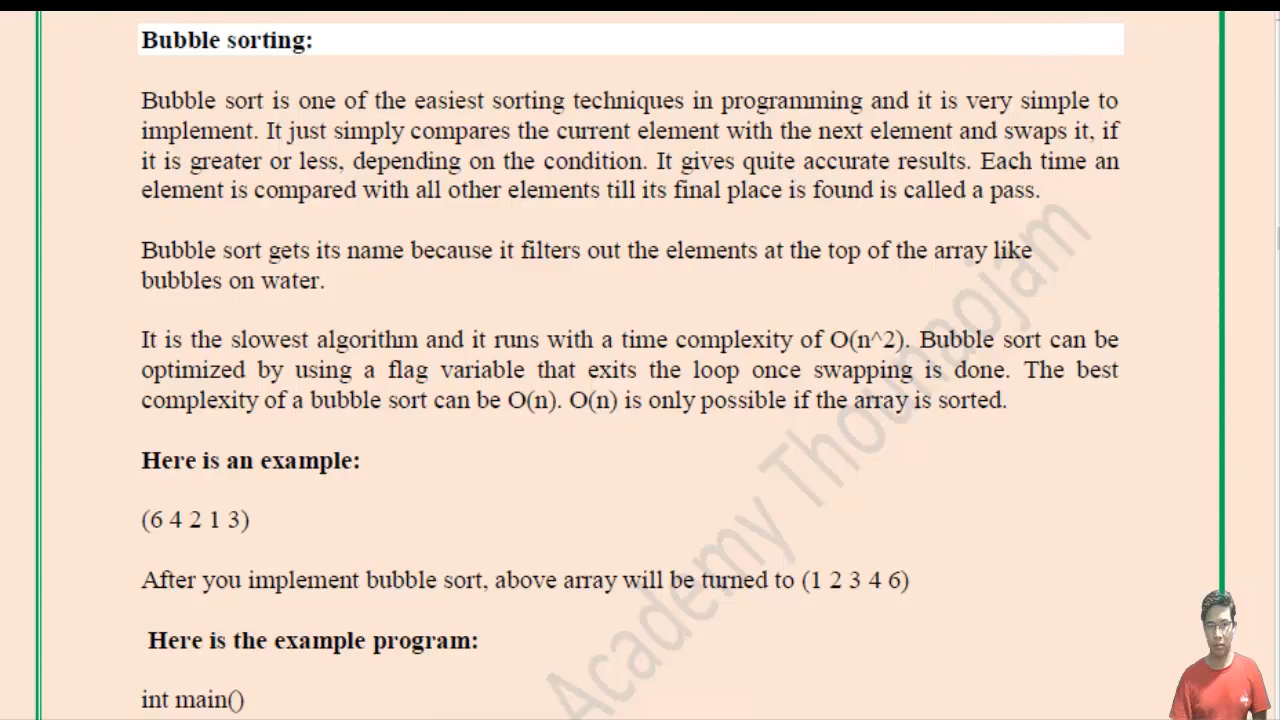 Bubble sorting:
Bubble sort is one of the easiest sorting techniques in programming and it is very simple to
implement. It just simply compares the current element with the next element and swaps it, if
it is greater or less, depending on the condition. It gives quite accurate results. Each time an
element is compared with all other elements till its final place is found is called a pass.
Bubble sort gets its name because it filters out the elements at the top of the array like
bubbles on water.
It is the slowest algorithm and it runs with a time complexity of O(n^2). Bubble sort can be
optimized by using a flag variable that exits the loop once swapping is done. The best
complexity of a bubble sort can be O(n). O(n) is only possible if the array is sorted.
Here is an example:
(6 4 2 1 3)
After you implement bubble sort, above array will be turned to (1 2 3 4 6)
Here is the example program:
int main()
Academy Thounaojam